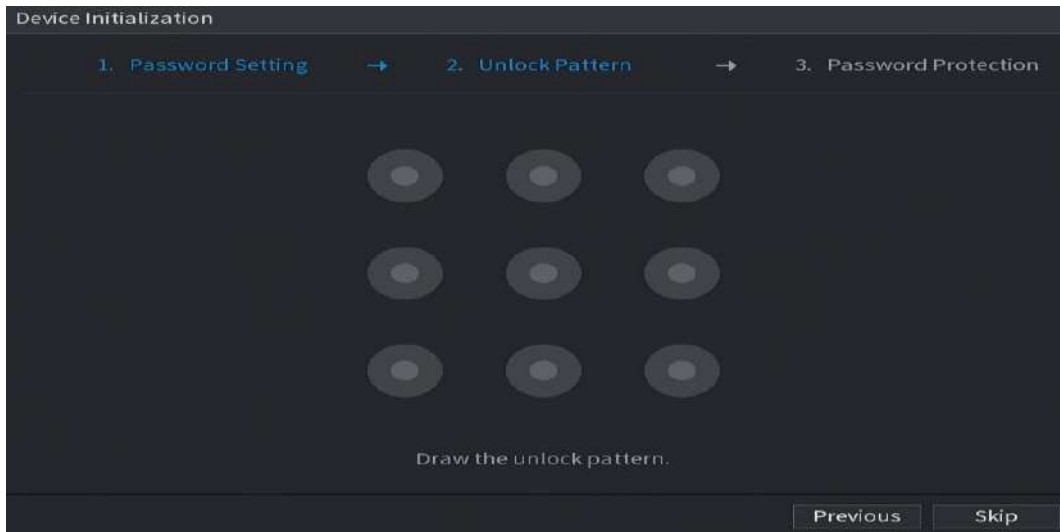 Device Initialization
1. Password Setting → 2. Unlock Pattern → 3. Password Protection
Draw the unlock pattern.
Previous Skip